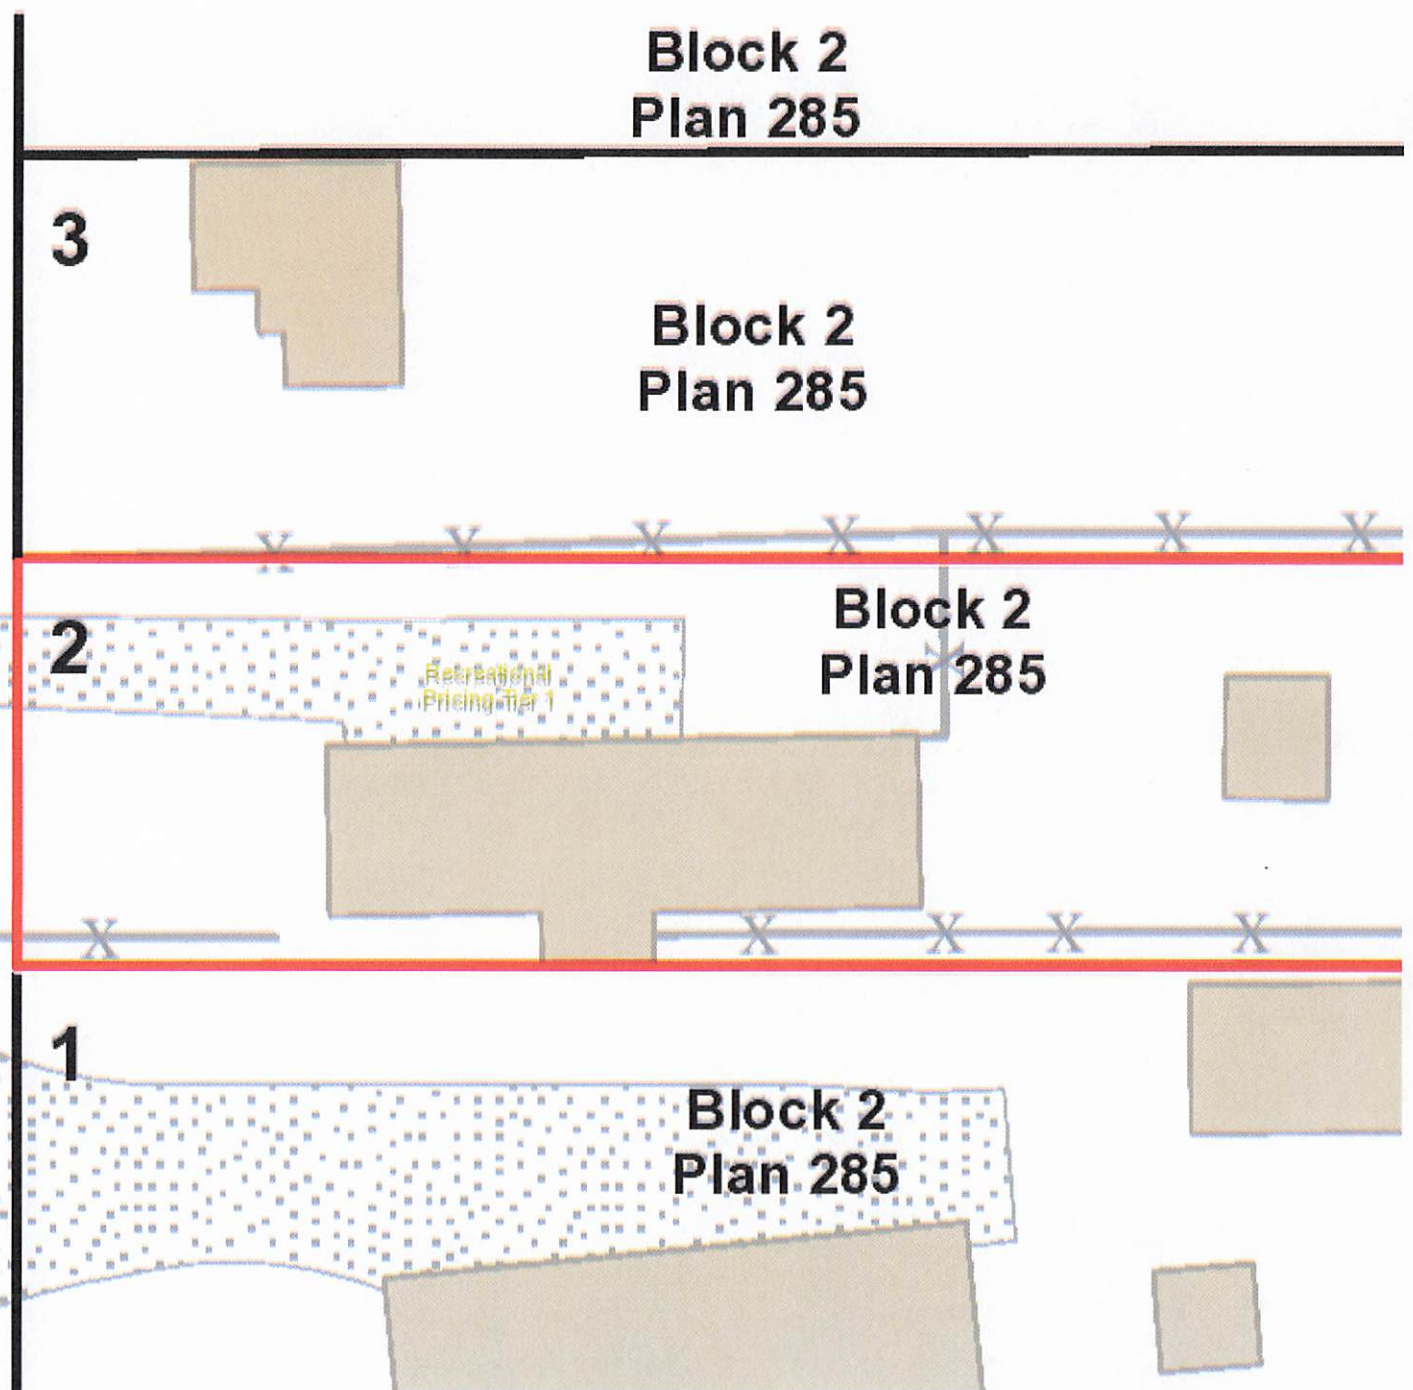 Block 2
Plan 285
3
Block 2
Plan 285
X X X X X X X
Block 2
Plan 285
2
Recreational
Pricing Tier 1
X
X X X X X
1
Block 2
Plan 285